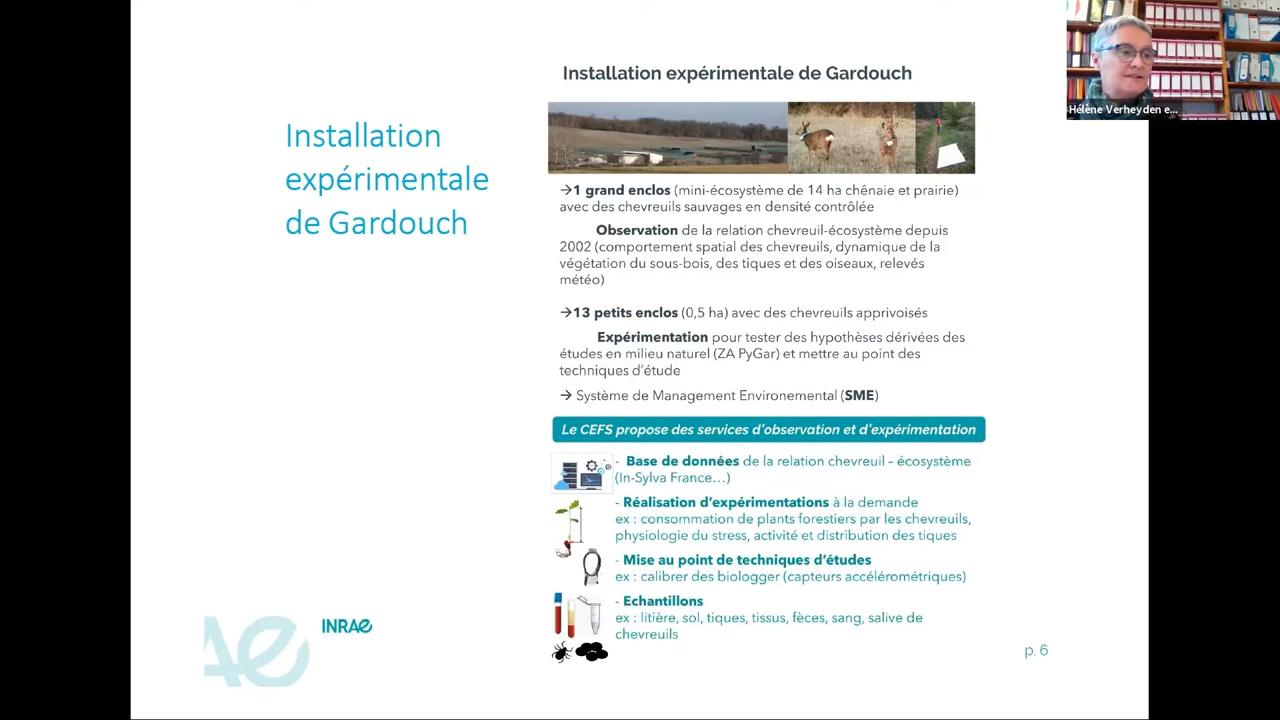 Installation expérimentale de Gardouch
Hélène Verheyden e...
Installation
expérimentale
de Gardouch
→1 grand enclos (mini-écosystème de 14 ha chênaie et prairie)
avec des chevreuils sauvages en densité contrôlée
Observation de la relation chevreuil-écosystème depuis
2002 (comportement spatial des chevreuils, dynamique de la
végétation du sous-bois, des tiques et des oiseaux, relevés
météo)
→13 petits enclos (0,5 ha) avec des chevreuils apprivoisés
Expérimentation pour tester des hypothèses dérivées des
études en milieu naturel (ZA PyGar) et mettre au point des
techniques d'étude
→ Système de Management Environemental (SME)
Le CEFS propose des services d'observation et d'expérimentation
- Base de données de la relation chevreuil – écosystème
(In-Sylva France…)
- Réalisation d'expérimentations à la demande
ex : consommation de plants forestiers par les chevreuils,
physiologie du stress, activité et distribution des tiques
- Mise au point de techniques d'études
ex : calibrer des biologger (capteurs accélérométriques)
- Echantillons
ex : litière, sol, tiques, tissus, fèces, sang, salive de
chevreuils
INRAE
p. 6